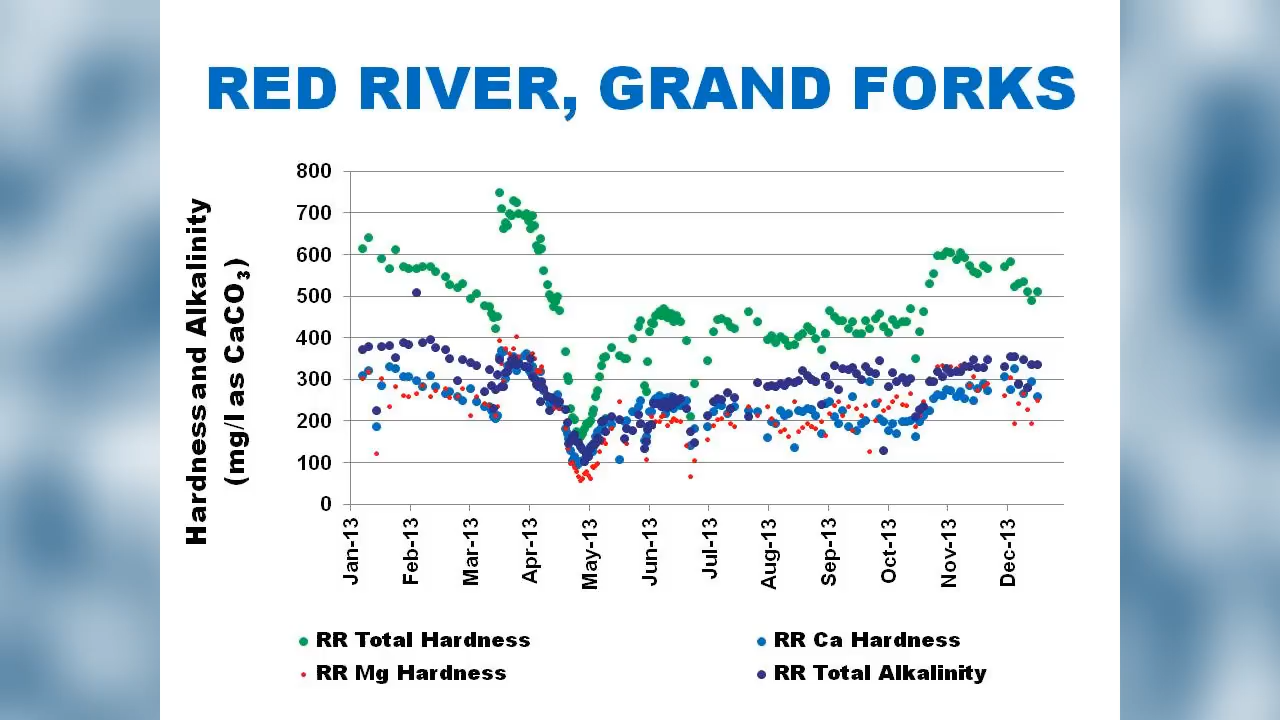 RED RIVER, GRAND FORKS
Hardness and Alkalinity
(mg/l as CaCO₃)
800
700
600
500
400
300
200
100
0
Jan-13
Feb-13
Mar-13
Apr-13
May-13
Jun-13
Jul-13
Aug-13
Sep-13
Oct-13
Nov-13
Dec-13
RR Total Hardness
RR Ca Hardness
RR Mg Hardness
RR Total Alkalinity